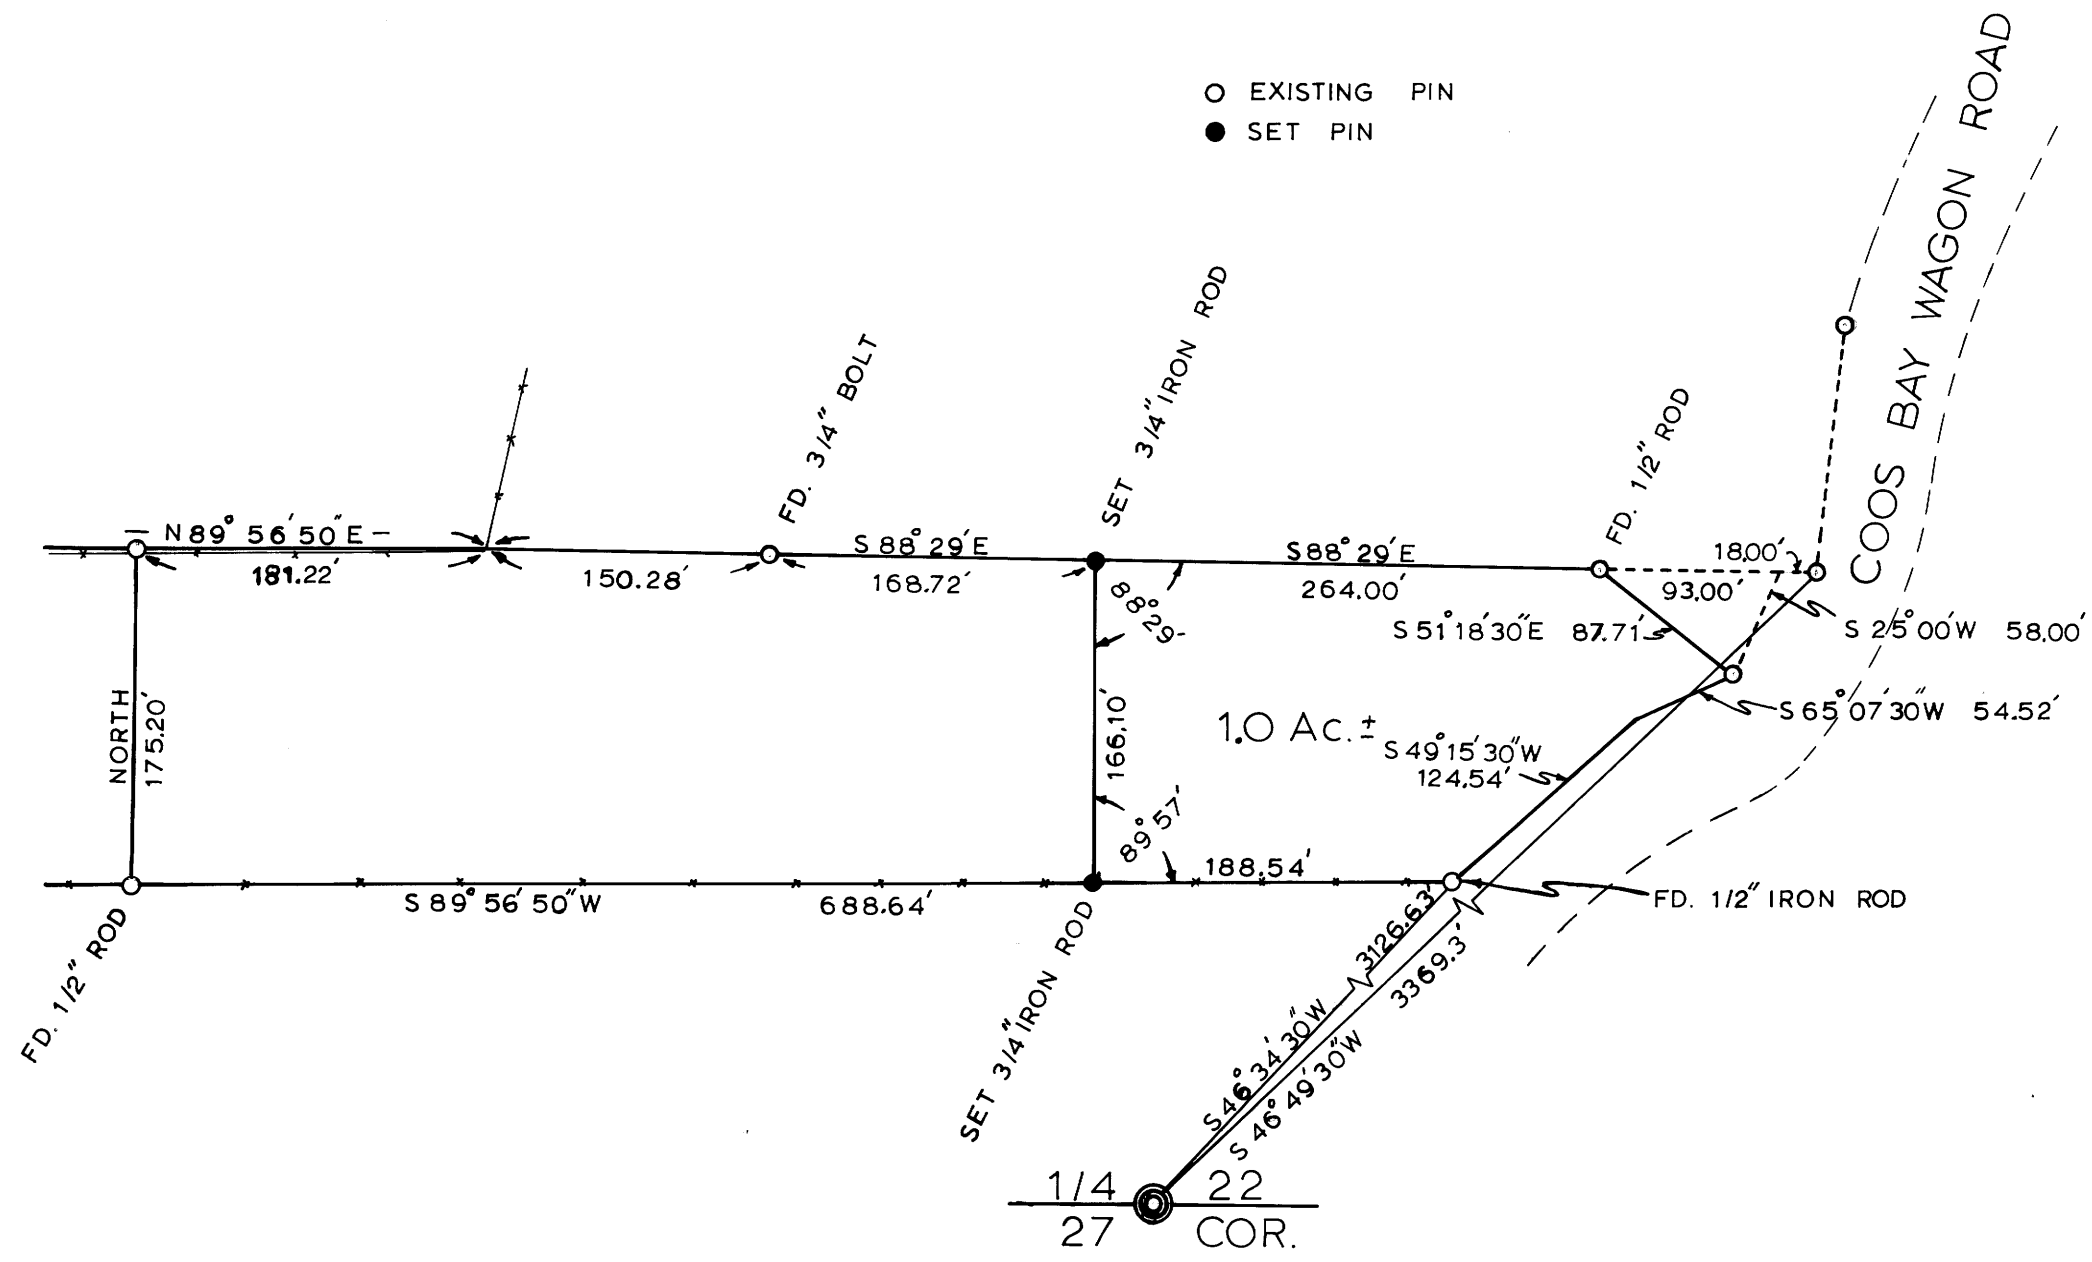 EXISTING PIN
SET PIN
COOS BAY WAGON ROAD
FD. 3/4" BOLT
SET 3/4" IRON ROD
FD. 1/2" ROD
N 89° 56' 50" E
181.22'
150.28'
S 88° 29' E
168.72'
S 88° 29' E
264.00'
18.00'
93.00'
88° 29'
S 51° 18' 30" E 87.71'
S 25° 00' W 58.00'
NORTH
175.20'
166.10'
1.0 Ac. ±
S 65° 07' 30" W 54.52'
S 49° 15' 30" W
124.54'
89° 57'
188.54'
S 89° 56' 50" W 688.64'
FD. 1/2" IRON ROD
FD. 1/2" ROD
SET 3/4" IRON ROD
S 46° 34' 30" W 3126.63'
S 46° 49' 30" W 3369.3'
1/4 22
27 COR.